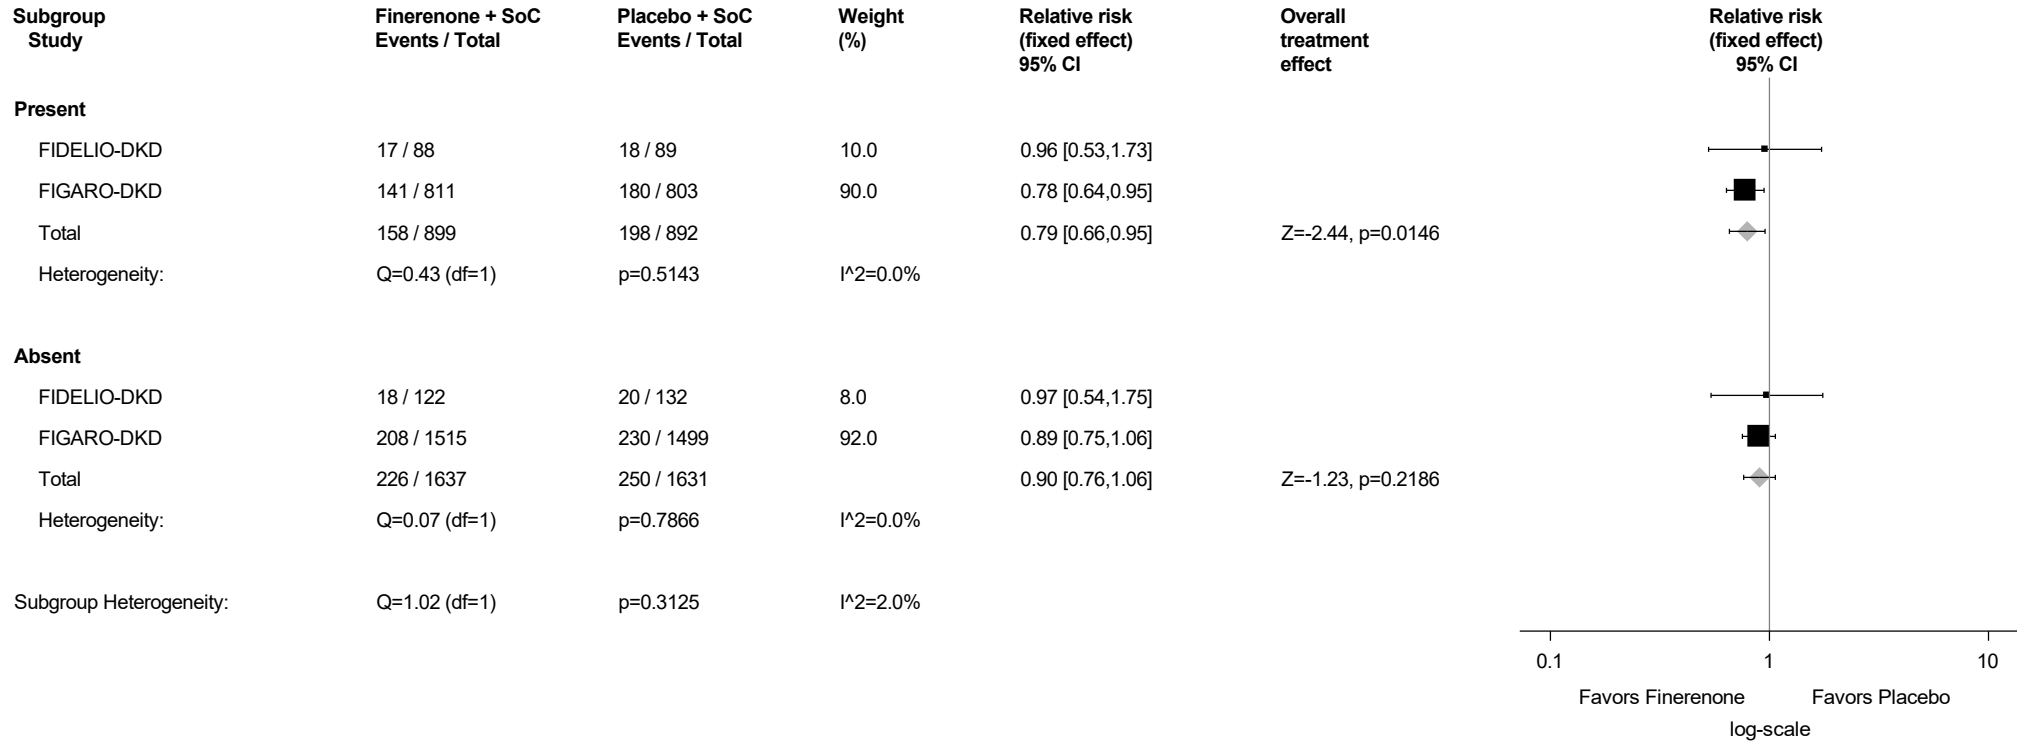 Subgroup Finerenone + SoC Placebo + SoC Weight Relative risk Overall Relative risk
Study Events / Total Events / Total (%) (fixed effect) treatment (fixed effect)
95% CI effect 95% CI
Present
FIDELIO-DKD 17 / 88 18 / 89 10.0 0.96 [0.53,1.73]
FIGARO-DKD 141 / 811 180 / 803 90.0 0.78 [0.64,0.95]
Total 158 / 899 198 / 892 0.79 [0.66,0.95] Z=-2.44, p=0.0146
Heterogeneity: Q=0.43 (df=1) p=0.5143 I^2=0.0%
Absent
FIDELIO-DKD 18 / 122 20 / 132 8.0 0.97 [0.54,1.75]
FIGARO-DKD 208 / 1515 230 / 1499 92.0 0.89 [0.75,1.06]
Total 226 / 1637 250 / 1631 0.90 [0.76,1.06] Z=-1.23, p=0.2186
Heterogeneity: Q=0.07 (df=1) p=0.7866 I^2=0.0%
Subgroup Heterogeneity: Q=1.02 (df=1) p=0.3125 I^2=2.0%
0.1 1 10
Favors Finerenone Favors Placebo
log-scale